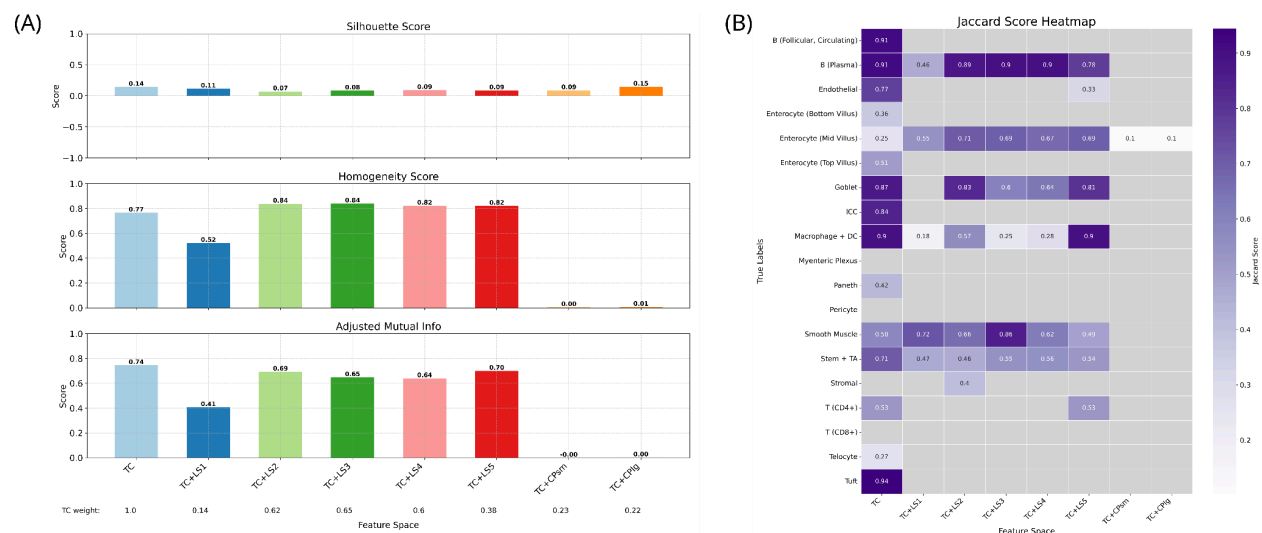 (A)
Silhouette Score
1.0
0.5
0.0
−0.5
−1.0
Score
0.14
0.11
0.07
0.08
0.09
0.09
0.09
0.15
Homogeneity Score
1.0
0.8
0.6
0.4
0.2
0.0
Score
0.77
0.52
0.84
0.84
0.82
0.82
0.00
0.01
Adjusted Mutual Info
1.0
0.8
0.6
0.4
0.2
0.0
Score
0.74
0.41
0.69
0.65
0.64
0.70
-0.00
0.00
TC
TC+LS1
TC+LS2
TC+LS3
TC+LS4
TC+LS5
TC+CPsm
TC+CPlg
TC weight: 1.0 0.14 0.62 0.65 0.6 0.38 0.23 0.22
Feature Space
(B)
Jaccard Score Heatmap
True Labels
B (Follicular, Circulating) 0.91
B (Plasma) 0.91 0.46 0.89 0.9 0.9 0.78
Endothelial 0.77 0.33
Enterocyte (Bottom Villus) 0.36
Enterocyte (Mid Villus) 0.25 0.55 0.71 0.69 0.67 0.69 0.1 0.1
Enterocyte (Top Villus) 0.51
Goblet 0.87 0.83 0.6 0.64 0.81
ICC 0.84
Macrophage + DC 0.9 0.18 0.57 0.25 0.28 0.9
Myenteric Plexus
Paneth 0.42
Pericyte
Smooth Muscle 0.58 0.72 0.66 0.86 0.62 0.49
Stem + TA 0.71 0.47 0.46 0.55 0.56 0.54
Stromal 0.4
T (CD4+) 0.53 0.53
T (CD8+)
Telocyte 0.27
Tuft 0.94
TC
TC+LS1
TC+LS2
TC+LS3
TC+LS4
TC+LS5
TC+CPsm
TC+CPlg
Feature Space
0.9
0.8
0.7
0.6
0.5
0.4
0.3
0.2
Jaccard Score